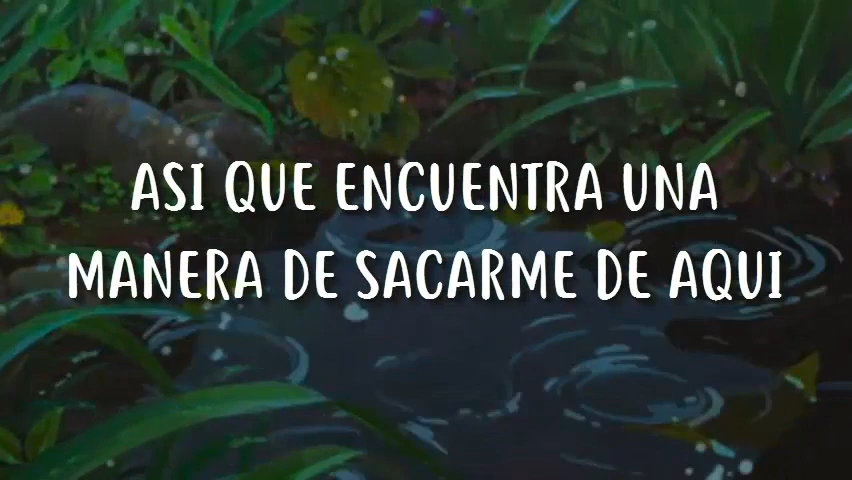 ASI QUE ENCUENTRA UNA
MANERA DE SACARME DE AQUI